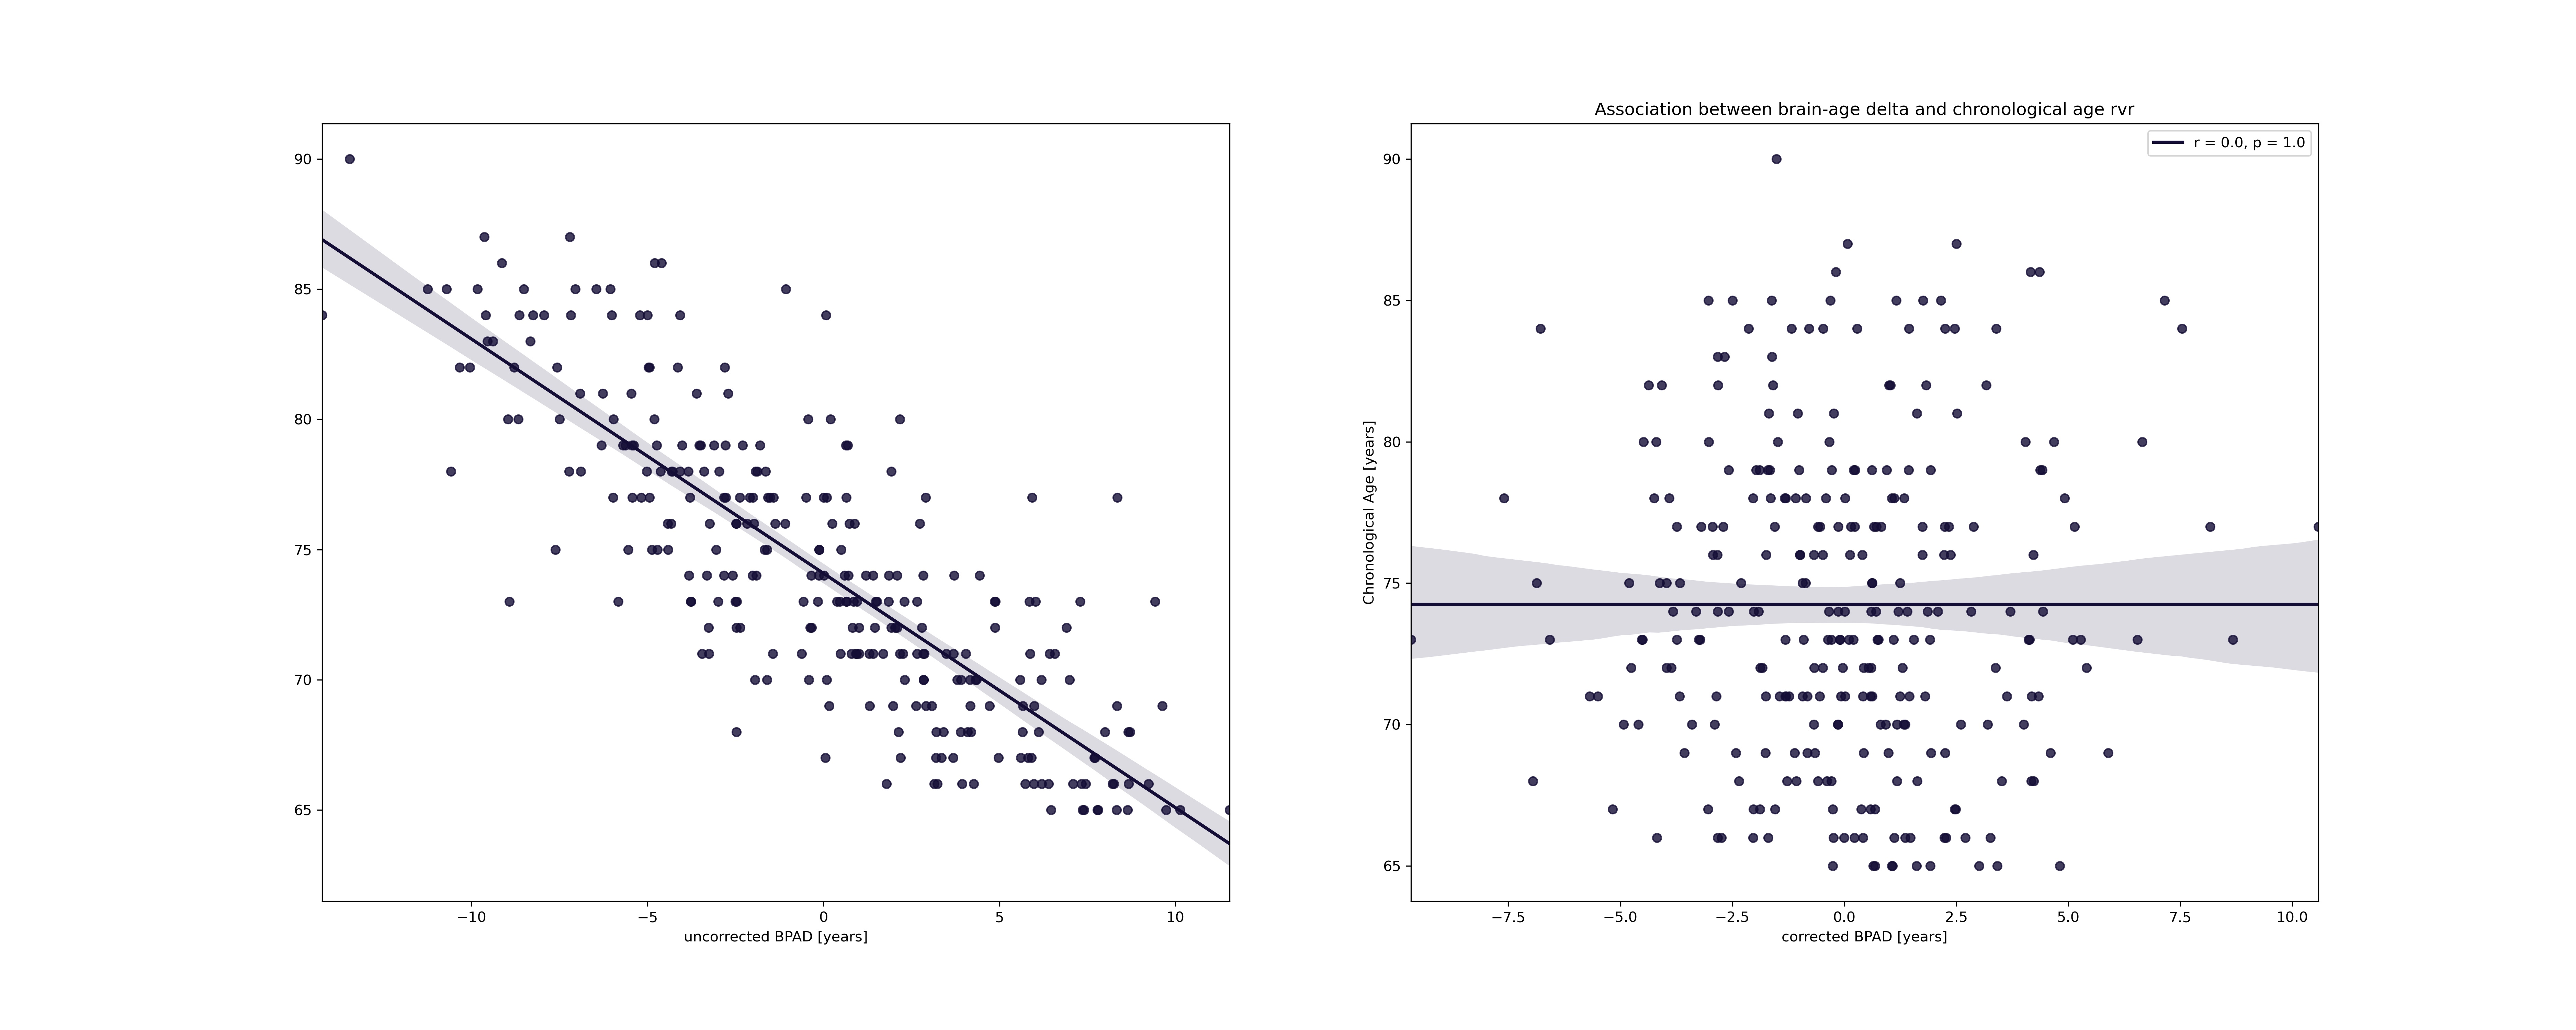 90
85
80
75
70
65
−10 −5 0 5 10
uncorrected BPAD [years]
Association between brain-age delta and chronological age rvr
r = 0.0, p = 1.0
Chronological Age [years]
90
85
80
75
70
65
−7.5 −5.0 −2.5 0.0 2.5 5.0 7.5 10.0
corrected BPAD [years]